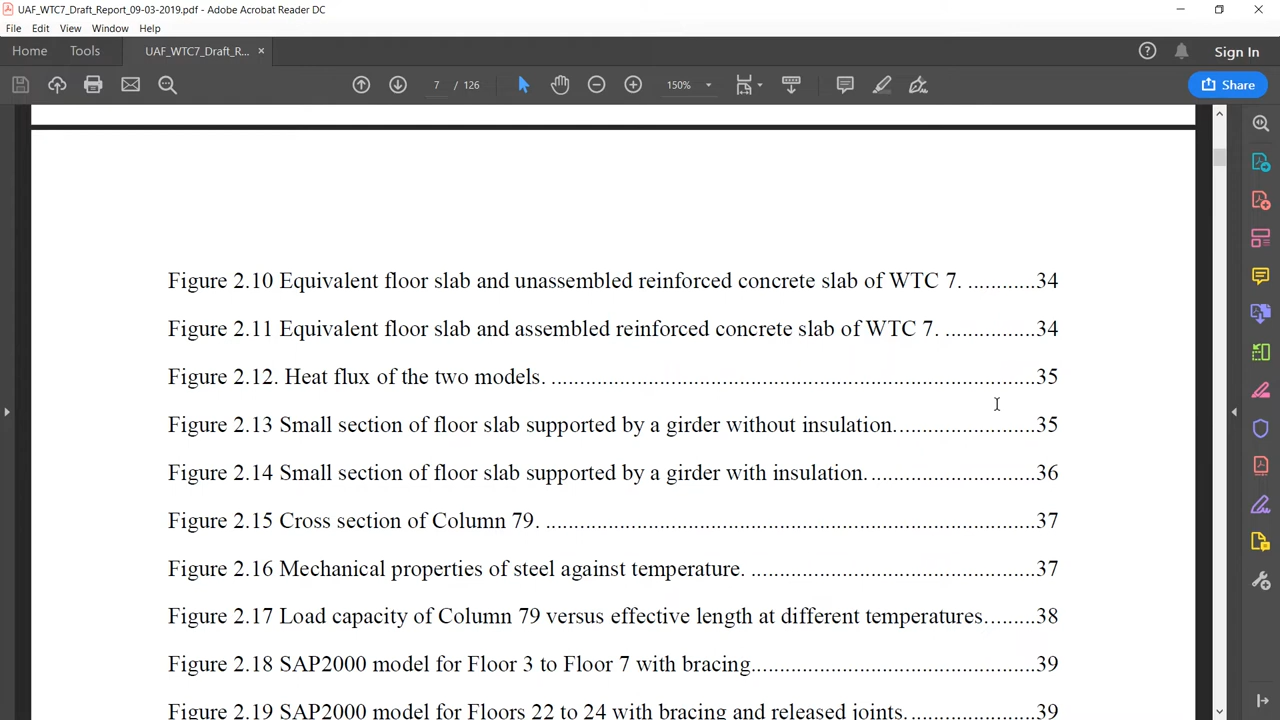 UAF_WTC7_Draft_Report_09-03-2019.pdf - Adobe Acrobat Reader DC
File Edit View Window Help
Home Tools UAF_WTC7_Draft_R... × Sign In
7 / 126 150% Share
Figure 2.10 Equivalent floor slab and unassembled reinforced concrete slab of WTC 7. ............34
Figure 2.11 Equivalent floor slab and assembled reinforced concrete slab of WTC 7. ................34
Figure 2.12. Heat flux of the two models. .....................................................................................35
Figure 2.13 Small section of floor slab supported by a girder without insulation.........................35
Figure 2.14 Small section of floor slab supported by a girder with insulation. .............................36
Figure 2.15 Cross section of Column 79. ......................................................................................37
Figure 2.16 Mechanical properties of steel against temperature. ..................................................37
Figure 2.17 Load capacity of Column 79 versus effective length at different temperatures.........38
Figure 2.18 SAP2000 model for Floor 3 to Floor 7 with bracing..................................................39
Figure 2.19 SAP2000 model for Floors 22 to 24 with bracing and released joints. .......................39